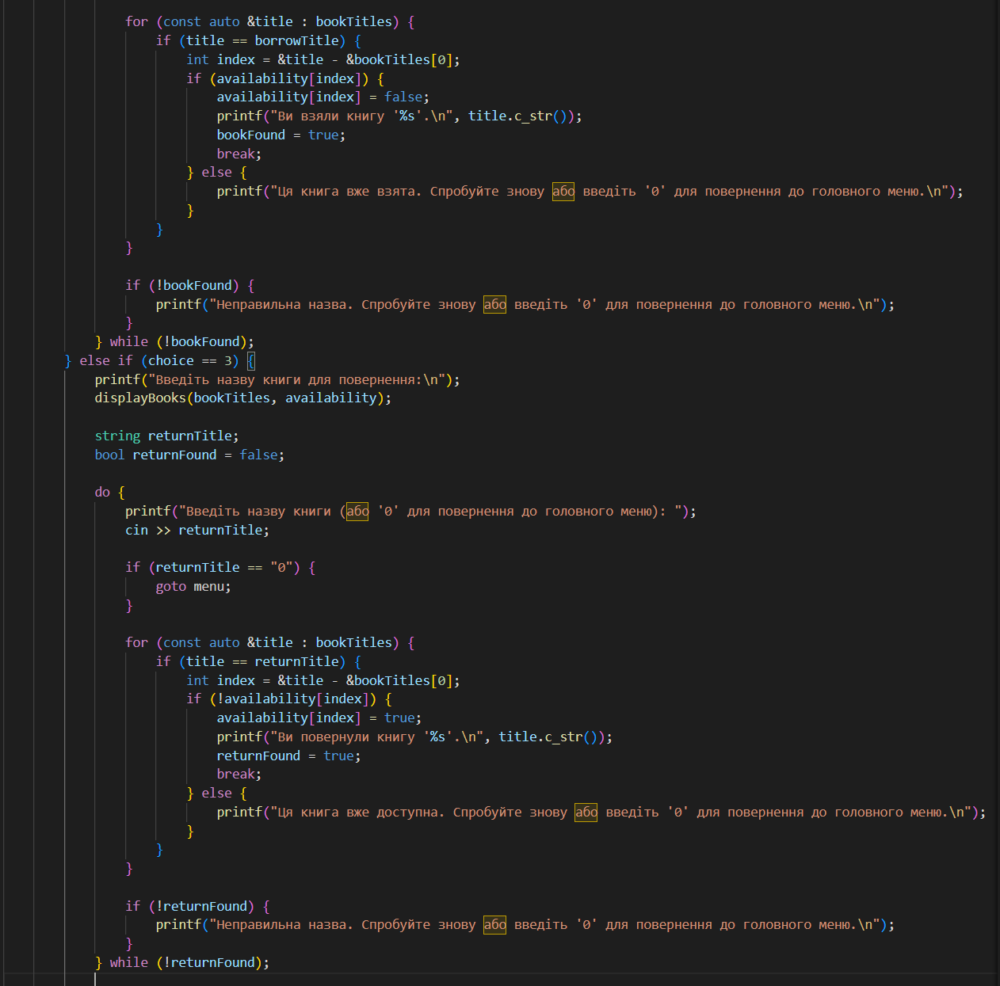 for (const auto &title : bookTitles) {
if (title == borrowTitle) {
int index = &title - &bookTitles[0];
if (availability[index]) {
availability[index] = false;
printf("Ви взяли книгу '%s'.\n", title.c_str());
bookFound = true;
break;
} else {
printf("Ця книга вже взята. Спробуйте знову або введіть '0' для повернення до головного меню.\n");
}
}
}
if (!bookFound) {
printf("Неправильна назва. Спробуйте знову або введіть '0' для повернення до головного меню.\n");
}
} while (!bookFound);
} else if (choice == 3) {
printf("Введіть назву книги для повернення:\n");
displayBooks(bookTitles, availability);
string returnTitle;
bool returnFound = false;
do {
printf("Введіть назву книги (або '0' для повернення до головного меню): ");
cin >> returnTitle;
if (returnTitle == "0") {
goto menu;
}
for (const auto &title : bookTitles) {
if (title == returnTitle) {
int index = &title - &bookTitles[0];
if (!availability[index]) {
availability[index] = true;
printf("Ви повернули книгу '%s'.\n", title.c_str());
returnFound = true;
break;
} else {
printf("Ця книга вже доступна. Спробуйте знову або введіть '0' для повернення до головного меню.\n");
}
}
}
if (!returnFound) {
printf("Неправильна назва. Спробуйте знову або введіть '0' для повернення до головного меню.\n");
}
} while (!returnFound);